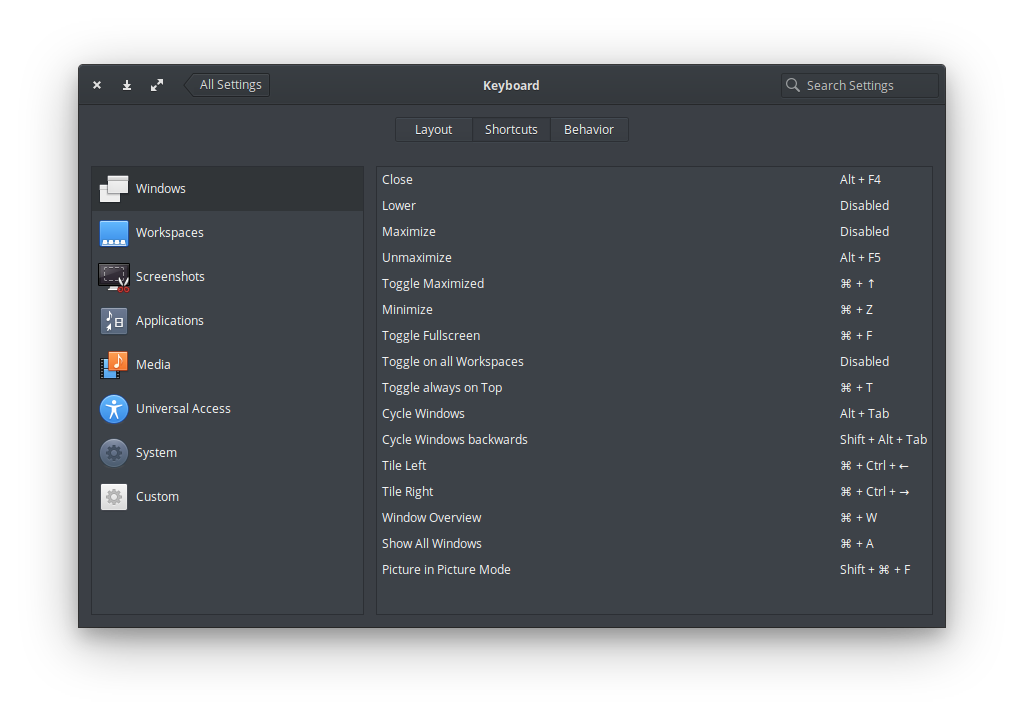 All Settings
Keyboard
Search Settings
Layout
Shortcuts
Behavior
Windows
Workspaces
Screenshots
Applications
Media
Universal Access
System
Custom
Close Alt + F4
Lower Disabled
Maximize Disabled
Unmaximize Alt + F5
Toggle Maximized ⌘ + ↑
Minimize ⌘ + Z
Toggle Fullscreen ⌘ + F
Toggle on all Workspaces Disabled
Toggle always on Top ⌘ + T
Cycle Windows Alt + Tab
Cycle Windows backwards Shift + Alt + Tab
Tile Left ⌘ + Ctrl + ←
Tile Right ⌘ + Ctrl + →
Window Overview ⌘ + W
Show All Windows ⌘ + A
Picture in Picture Mode Shift + ⌘ + F